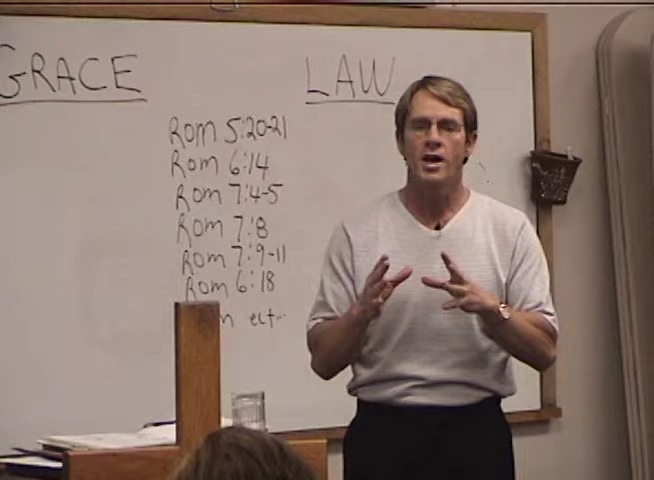 GRACE LAW
Rom 5:20-21
Rom 6:14
Rom 7:4-5
Rom 7:8
Rom 7:9-11
Rom 6:18
ect--